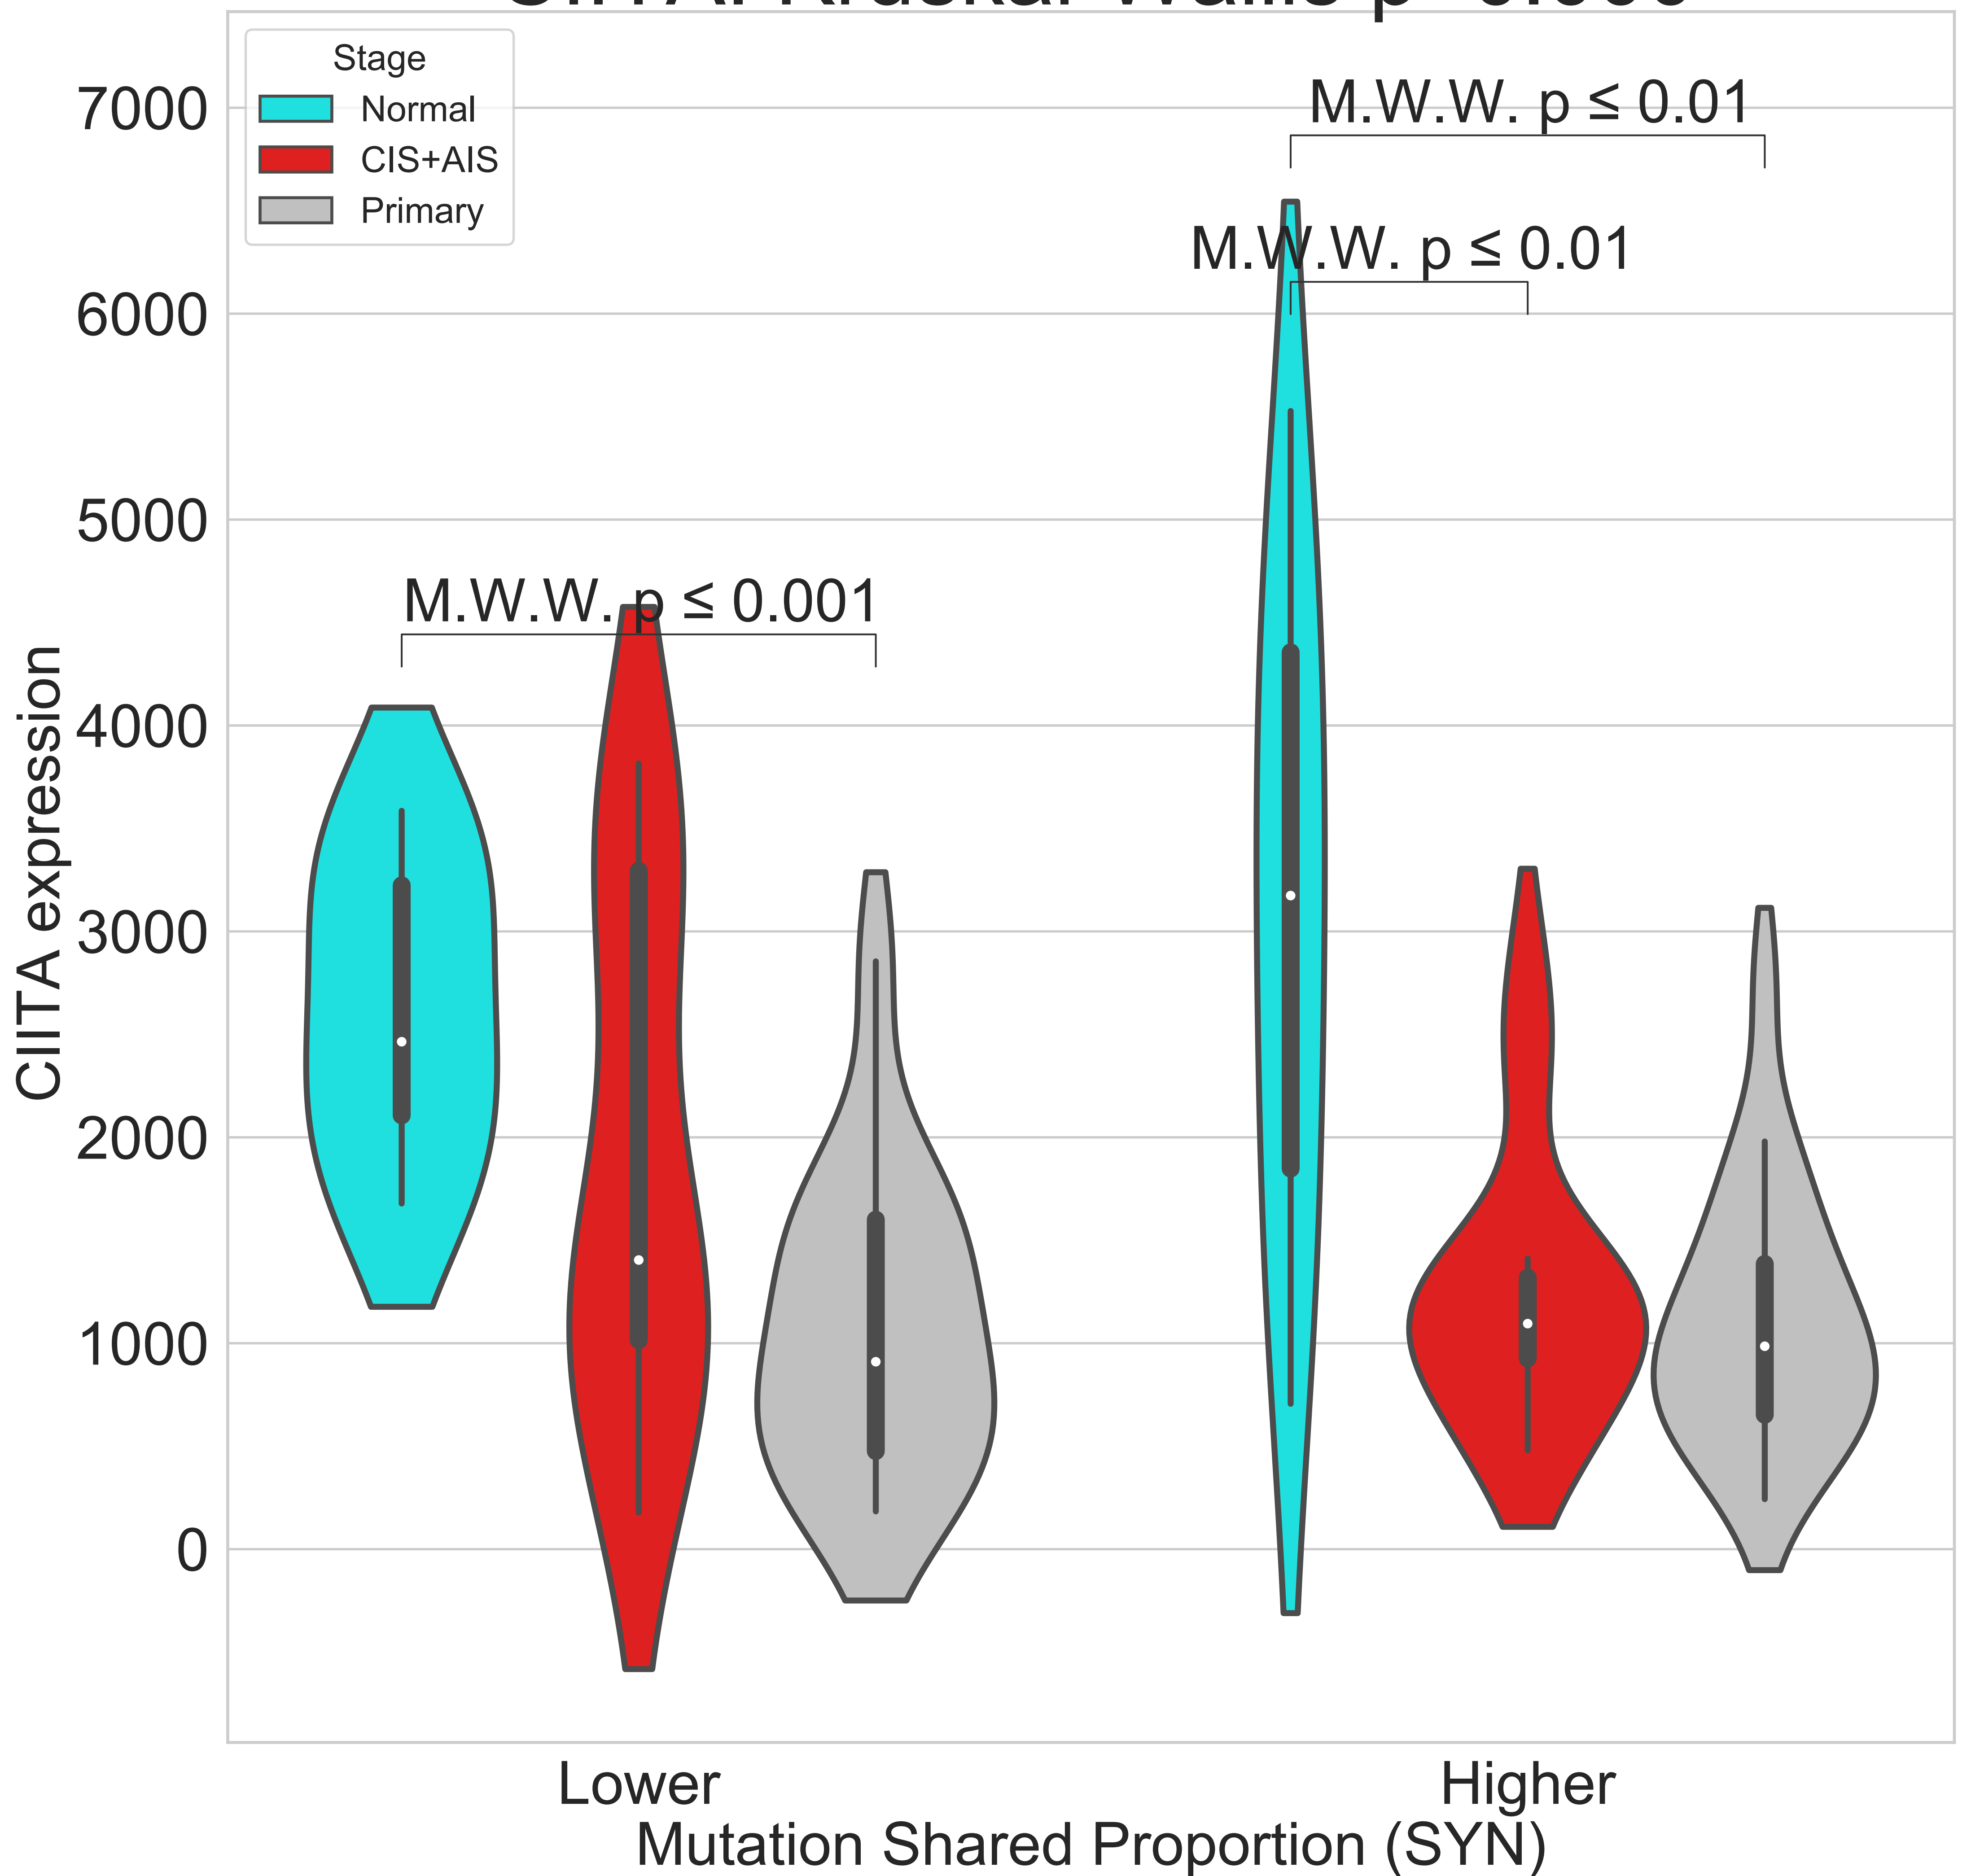 Stage
Normal
CIS+AIS
Primary
M.W.W. p ≤ 0.01
M.W.W. p ≤ 0.01
M.W.W. p ≤ 0.001
7000
6000
5000
4000
3000
2000
1000
0
CIITA expression
Lower
Higher
Mutation Shared Proportion (SYN)